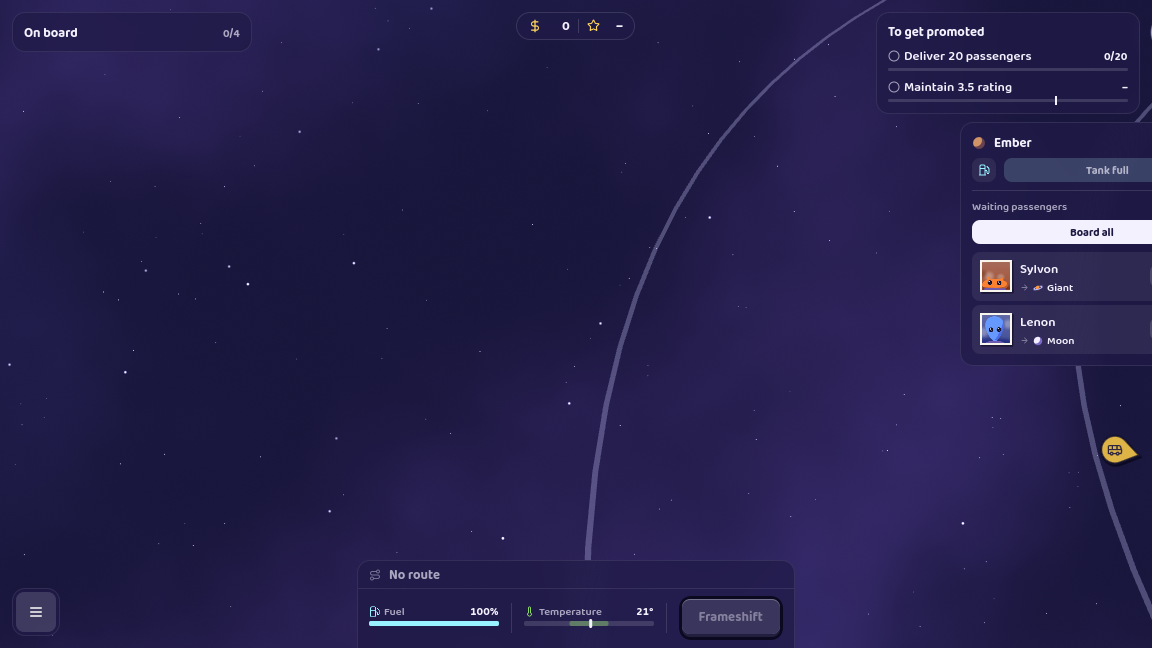 On board
0/4
0
–
To get promoted
Deliver 20 passengers
0/20
Maintain 3.5 rating
–
Ember
Tank full
Waiting passengers
Board all
Sylvon
→ Giant
Lenon
→ Moon
No route
Fuel
100%
Temperature
21°
Frameshift